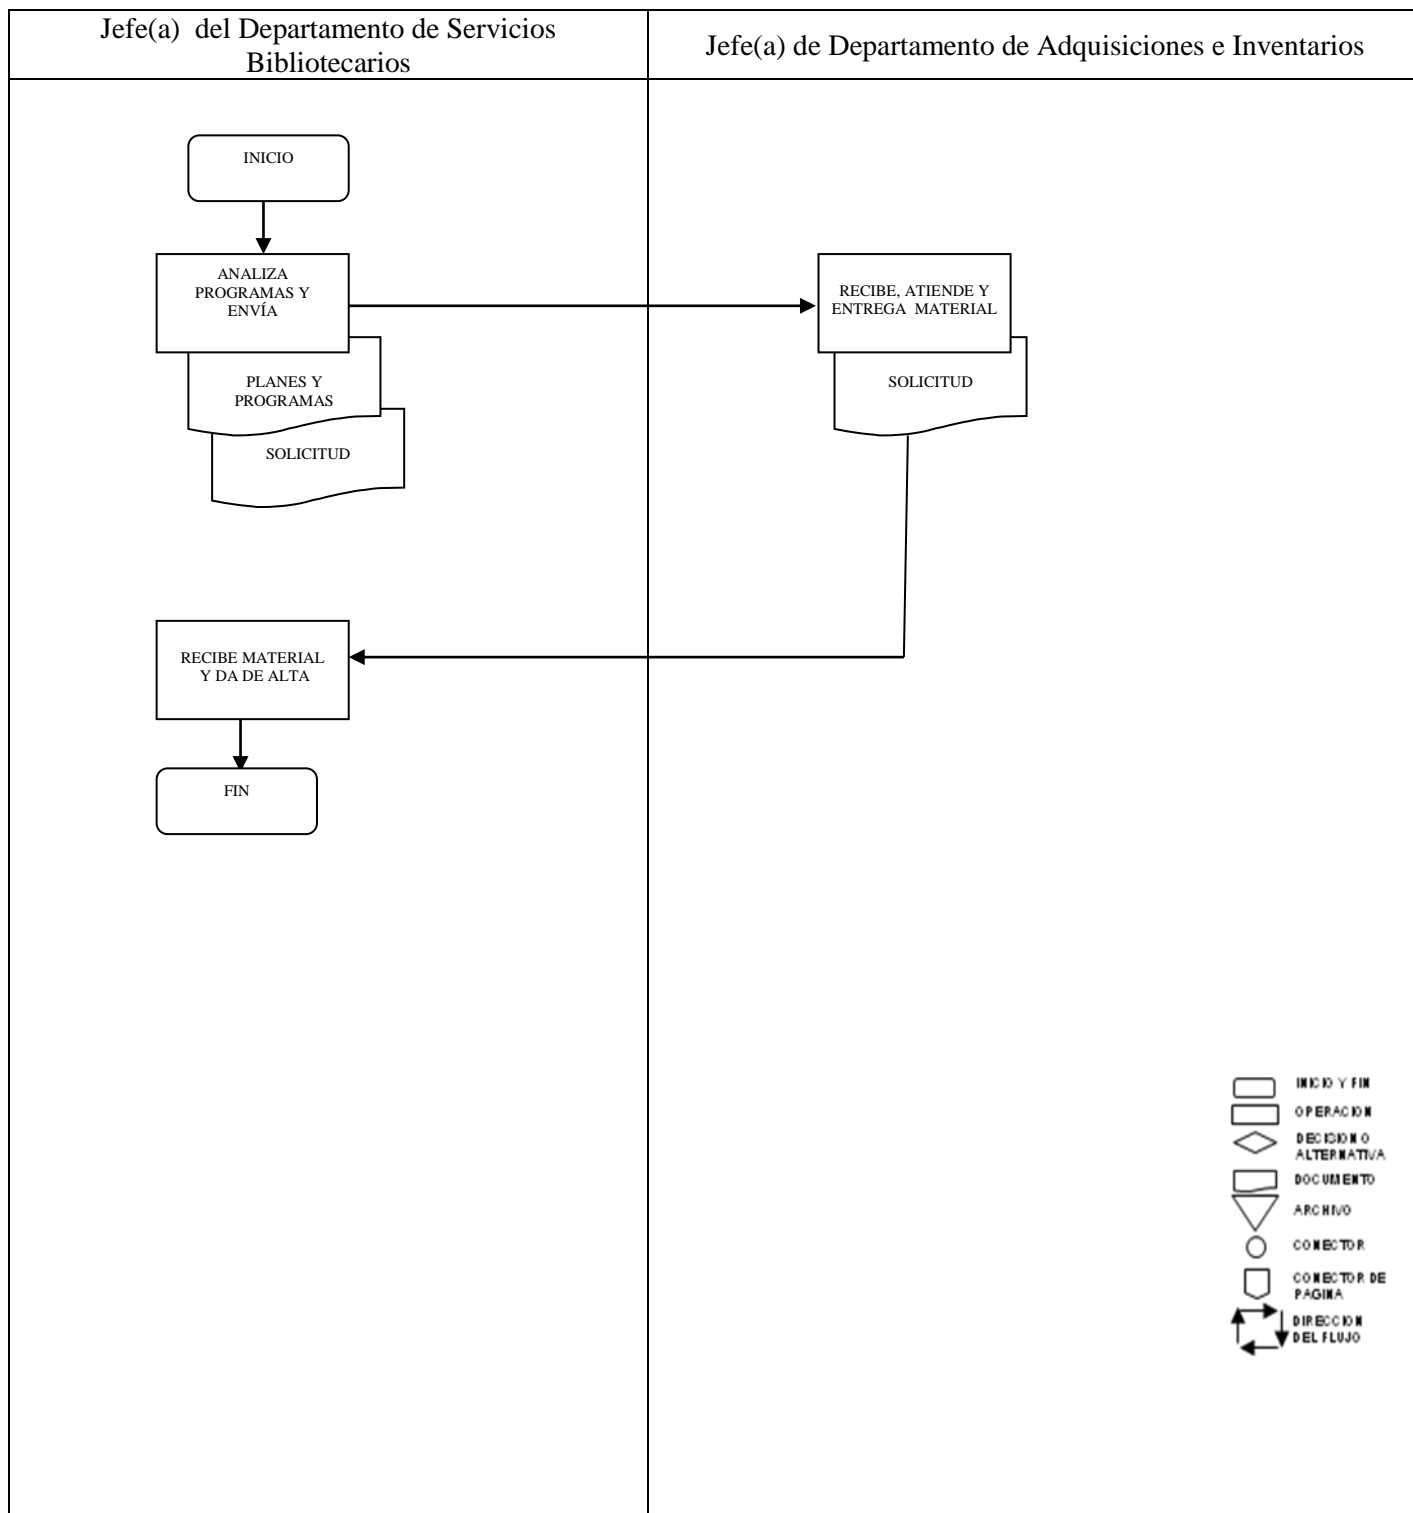 Jefe(a) del Departamento de Servicios
Bibliotecarios
Jefe(a) de Departamento de Adquisiciones e Inventarios
INICIO
ANALIZA
PROGRAMAS Y
ENVÍA
PLANES Y
PROGRAMAS
SOLICITUD
RECIBE, ATIENDE Y
ENTREGA MATERIAL
SOLICITUD
RECIBE MATERIAL
Y DA DE ALTA
FIN
INICIO Y FIN
OPERACION
DECISION O
ALTERNATIVA
DOCUMENTO
ARCHIVO
CONECTOR
CONECTOR DE
PAGINA
DIRECCION
DEL FLUJO